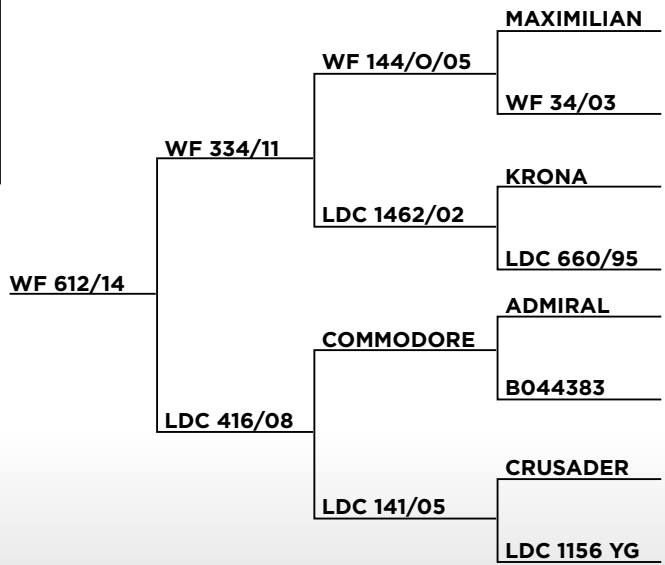 MAXIMILIAN
WF 144/O/05
WF 34/03
WF 334/11
KRONA
LDC 1462/02
LDC 660/95
WF 612/14
ADMIRAL
COMMODORE
B044383
LDC 416/08
CRUSADER
LDC 141/05
LDC 1156 YG